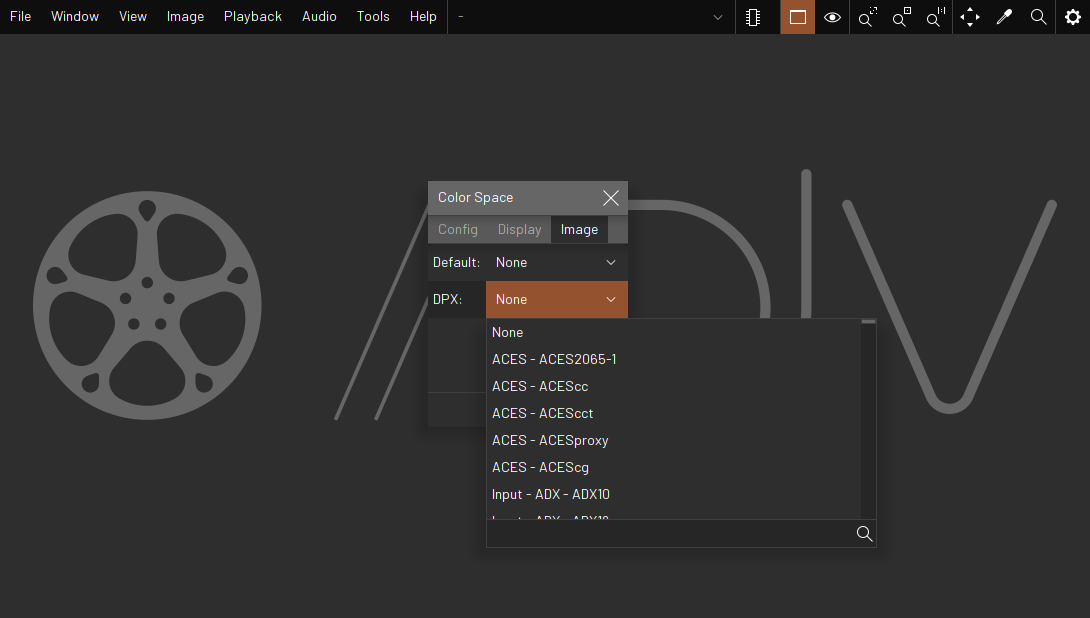 File Window View Image Playback Audio Tools Help -
Color Space
Config Display Image
Default: None
DPX: None
None
ACES - ACES2065-1
ACES - ACEScc
ACES - ACEScct
ACES - ACESproxy
ACES - ACEScg
Input - ADX - ADX10